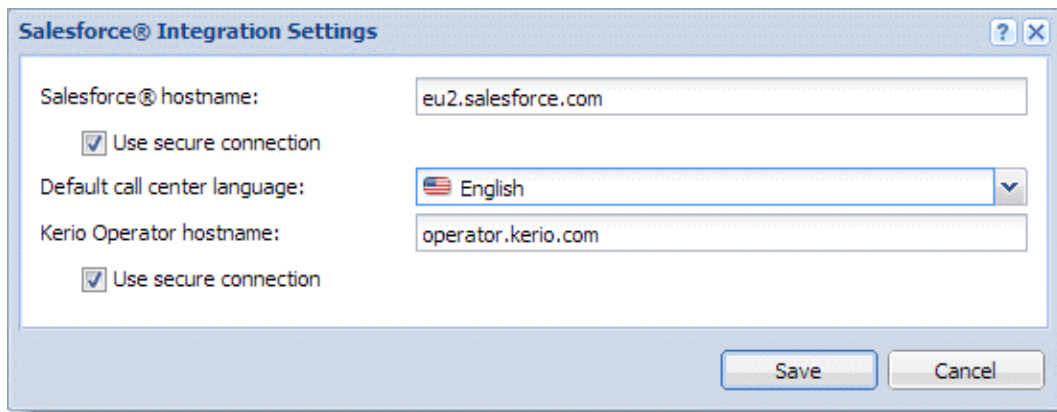 Salesforce® Integration Settings
?
Salesforce® hostname: eu2.salesforce.com
Use secure connection
Default call center language: English
Kerio Operator hostname: operator.kerio.com
Use secure connection
Save Cancel